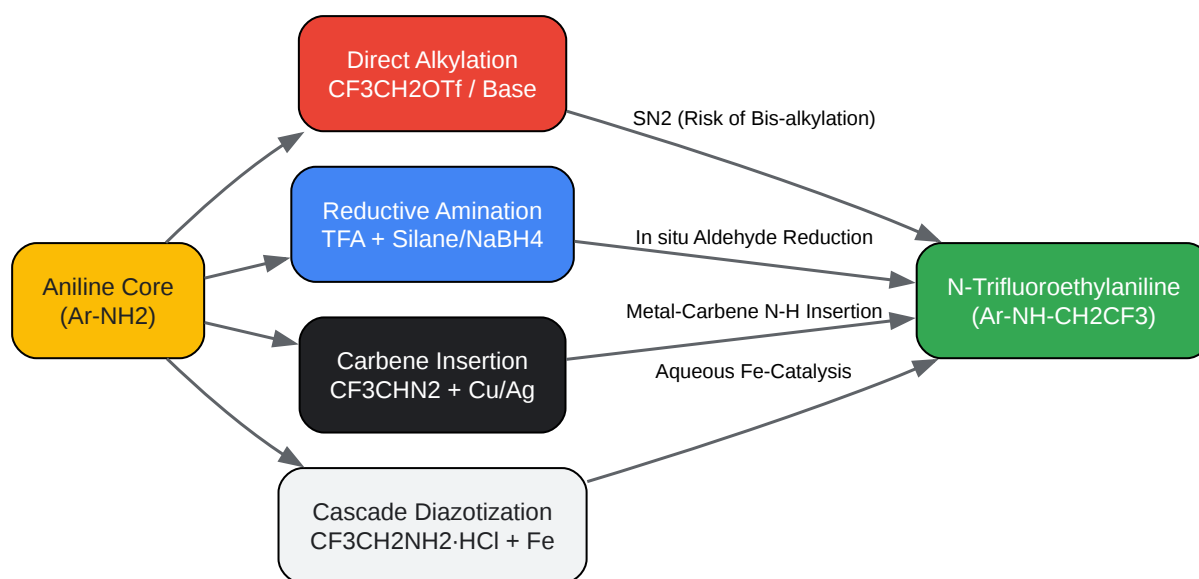 Direct Alkylation
CF3CH2OTf / Base
SN2 (Risk of Bis-alkylation)
Reductive Amination
TFA + Silane/NaBH4
In situ Aldehyde Reduction
Aniline Core
(Ar-NH2)
N-Trifluoroethylaniline
(Ar-NH-CH2CF3)
Metal-Carbene N-H Insertion
Carbene Insertion
CF3CHN2 + Cu/Ag
Aqueous Fe-Catalysis
Cascade Diazotization
CF3CH2NH2·HCl + Fe